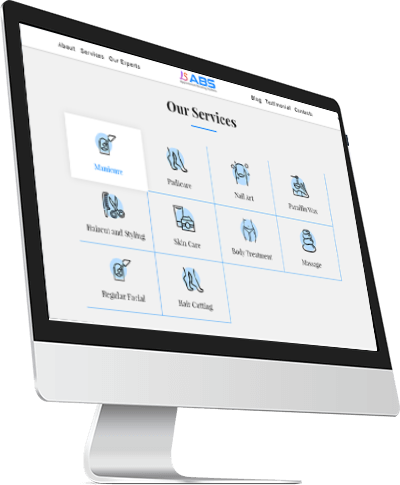 About Services Our Experts
JS ABS
Blog Testimonial Contact
Our Services
Manicure
Pedicure
Nail Art
Paraffin Wax
Haircut and Styling
Skin Care
Body Treatment
Massage
Regular Facial
Hair Cutting